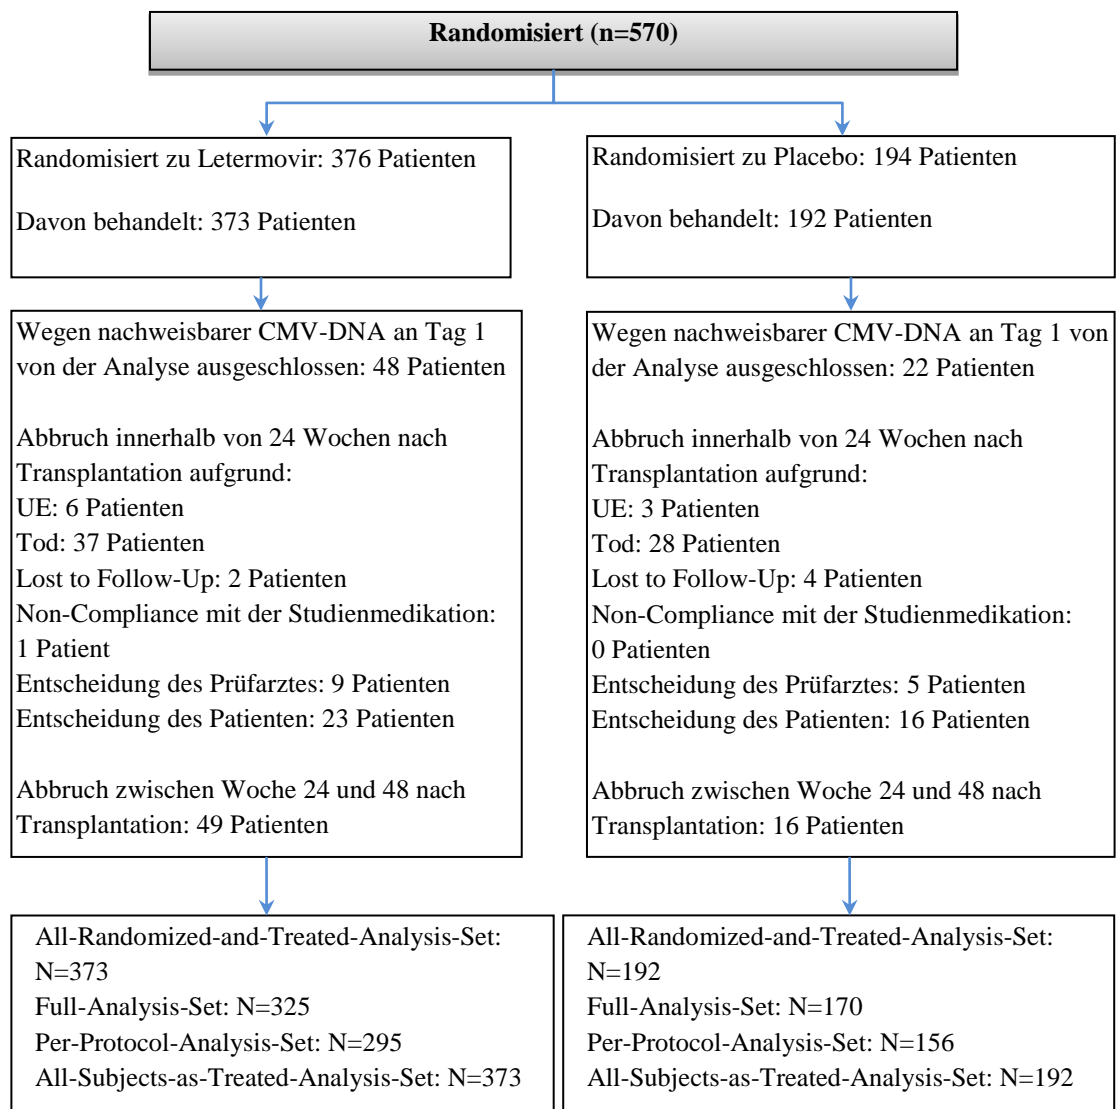 Randomisiert (n=570)
Randomisiert zu Letermovir: 376 Patienten
Davon behandelt: 373 Patienten
Randomisiert zu Placebo: 194 Patienten
Davon behandelt: 192 Patienten
Wegen nachweisbarer CMV-DNA an Tag 1
von der Analyse ausgeschlossen: 48 Patienten
Abbruch innerhalb von 24 Wochen nach
Transplantation aufgrund:
UE: 6 Patienten
Tod: 37 Patienten
Lost to Follow-Up: 2 Patienten
Non-Compliance mit der Studienmedikation:
1 Patient
Entscheidung des Prüfarztes: 9 Patienten
Entscheidung des Patienten: 23 Patienten
Abbruch zwischen Woche 24 und 48 nach
Transplantation: 49 Patienten
Wegen nachweisbarer CMV-DNA an Tag 1 von
der Analyse ausgeschlossen: 22 Patienten
Abbruch innerhalb von 24 Wochen nach
Transplantation aufgrund:
UE: 3 Patienten
Tod: 28 Patienten
Lost to Follow-Up: 4 Patienten
Non-Compliance mit der Studienmedikation:
0 Patienten
Entscheidung des Prüfarztes: 5 Patienten
Entscheidung des Patienten: 16 Patienten
Abbruch zwischen Woche 24 und 48 nach
Transplantation: 16 Patienten
All-Randomized-and-Treated-Analysis-Set:
N=373
Full-Analysis-Set: N=325
Per-Protocol-Analysis-Set: N=295
All-Subjects-as-Treated-Analysis-Set: N=373
All-Randomized-and-Treated-Analysis-Set:
N=192
Full-Analysis-Set: N=170
Per-Protocol-Analysis-Set: N=156
All-Subjects-as-Treated-Analysis-Set: N=192